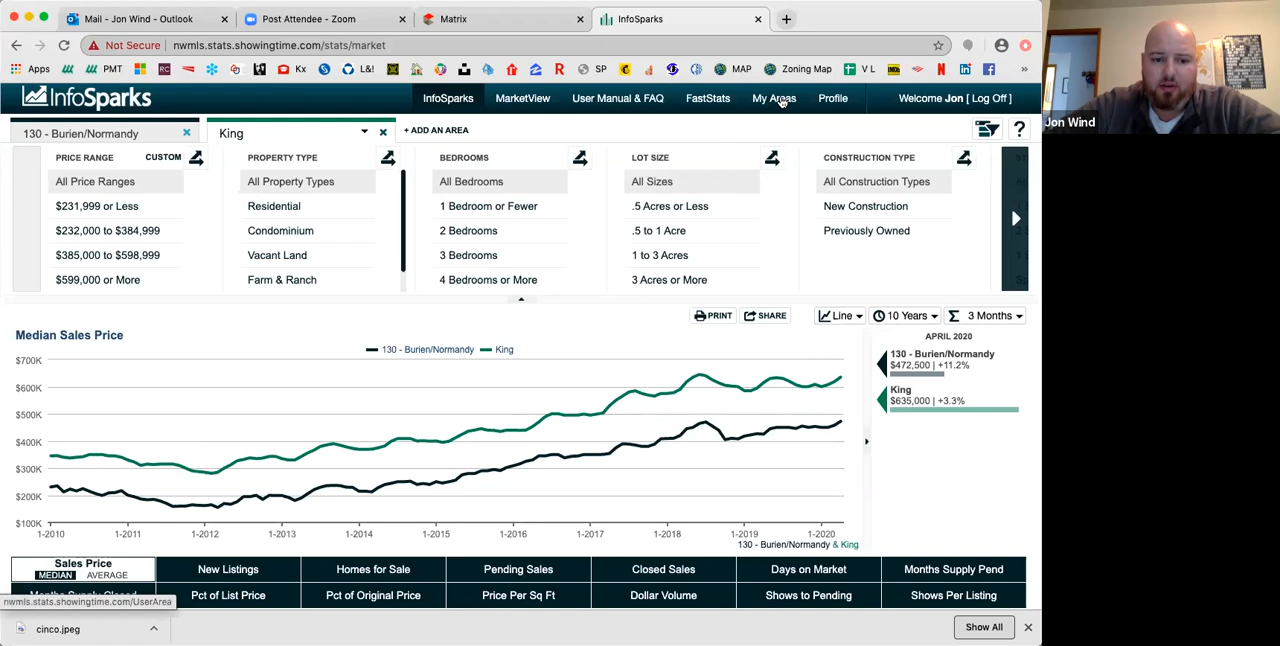 Mail - Jon Wind - Outlook
Post Attendee - Zoom
Matrix
InfoSparks
Not Secure | nwmls.stats.showingtime.com/stats/market
Apps
PMT
Kx
L&!
SP
MAP
Zoning Map
V L
InfoSparks
InfoSparks
MarketView
User Manual & FAQ
FastStats
My Areas
Profile
Welcome Jon [ Log Off ]
Jon Wind
130 - Burien/Normandy
King
+ ADD AN AREA
?
PRICE RANGE
CUSTOM
All Price Ranges
$231,999 or Less
$232,000 to $384,999
$385,000 to $598,999
$599,000 or More
PROPERTY TYPE
All Property Types
Residential
Condominium
Vacant Land
Farm & Ranch
BEDROOMS
All Bedrooms
1 Bedroom or Fewer
2 Bedrooms
3 Bedrooms
4 Bedrooms or More
LOT SIZE
All Sizes
.5 Acres or Less
.5 to 1 Acre
1 to 3 Acres
3 Acres or More
CONSTRUCTION TYPE
All Construction Types
New Construction
Previously Owned
PRINT
SHARE
Line
10 Years
3 Months
Median Sales Price
130 - Burien/Normandy
King
$700K
$600K
$500K
$400K
$300K
$200K
$100K
1-2010
1-2011
1-2012
1-2013
1-2014
1-2015
1-2016
1-2017
1-2018
1-2019
1-2020
130 - Burien/Normandy & King
APRIL 2020
130 - Burien/Normandy
$472,500 | +11.2%
King
$635,000 | +3.3%
Sales Price
MEDIAN
AVERAGE
New Listings
Homes for Sale
Pending Sales
Closed Sales
Days on Market
Months Supply Pend
Pct of List Price
Pct of Original Price
Price Per Sq Ft
Dollar Volume
Shows to Pending
Shows Per Listing
nwmls.stats.showingtime.com/UserArea
cinco.jpeg
Show All